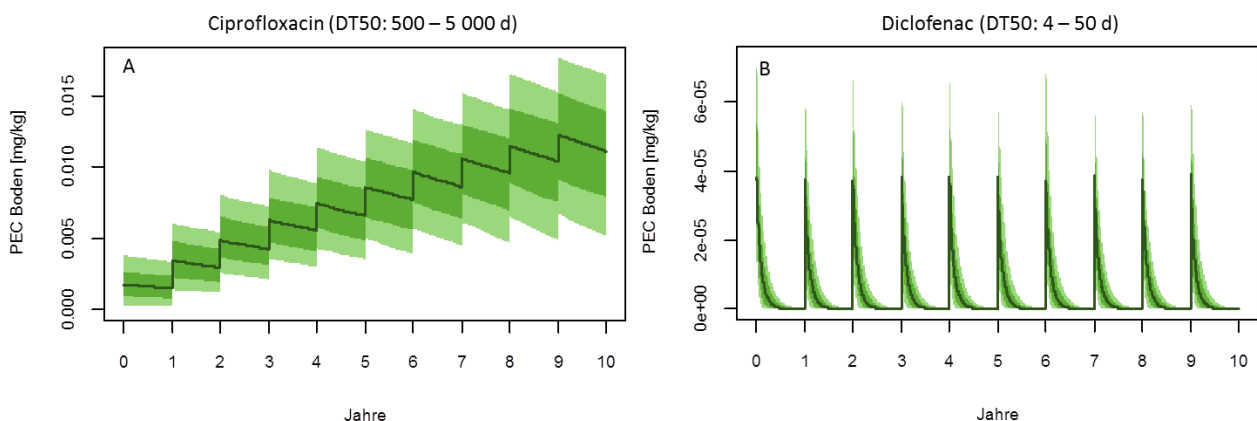 Ciprofloxacin (DT50: 500 – 5 000 d)
A
PEC Boden [mg/kg]
0.015
0.010
0.005
0.000
0 1 2 3 4 5 6 7 8 9 10
Jahre
Diclofenac (DT50: 4 – 50 d)
B
PEC Boden [mg/kg]
6e-05
4e-05
2e-05
0e+00
0 1 2 3 4 5 6 7 8 9 10
Jahre